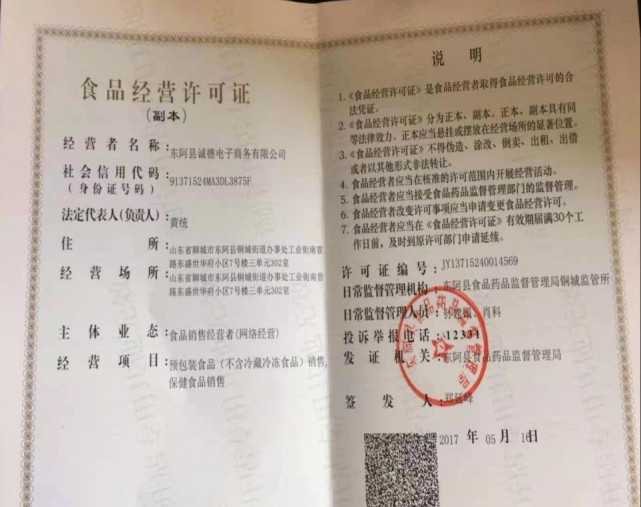 食品经营许可证
(副本)
经营者名称：东阿县诚德电子商务有限公司
社会信用代码：91371524MA3DL3875F
(身份证号码)
法定代表人(负责人)：黄统
住所：山东省聊城市东阿县铜城街道办事处工业街南首
路东盛世华府小区7号楼三单元302室
经营场所：山东省聊城市东阿县铜城街道办事处工业街南首
路东盛世华府小区7号楼三单元302室
主体业态：食品销售经营者(网络经营)
经营项目：预包装食品(不含冷藏冷冻食品)销售,
保健食品销售
说明
1.《食品经营许可证》是食品经营者取得食品经营许可的合
法凭证。
2.《食品经营许可证》分为正本、副本。正本、副本具有同
等法律效力。正本应当悬挂或摆放在经营场所的显著位置。
3.《食品经营许可证》不得伪造、涂改、倒卖、出租、出借
或者以其他形式非法转让。
4. 食品经营者应当在核准的许可范围内开展经营活动。
5. 食品经营者应当接受食品药品监督管理部门的监督管理。
6. 食品经营者改变许可事项应当申请变更食品经营许可。
7. 食品经营者应当在《食品经营许可证》有效期届满30个工
作日前，及时到原许可部门申请延续。
许可证编号：JY13715240014569
日常监督管理机构：东阿县食品药品监督管理局铜城监管所
日常监督管理人员：肖科
投诉举报电话：12331
发证机关：东阿县食品药品监督管理局
签发人：郑延峰
2017 年 05 月 日